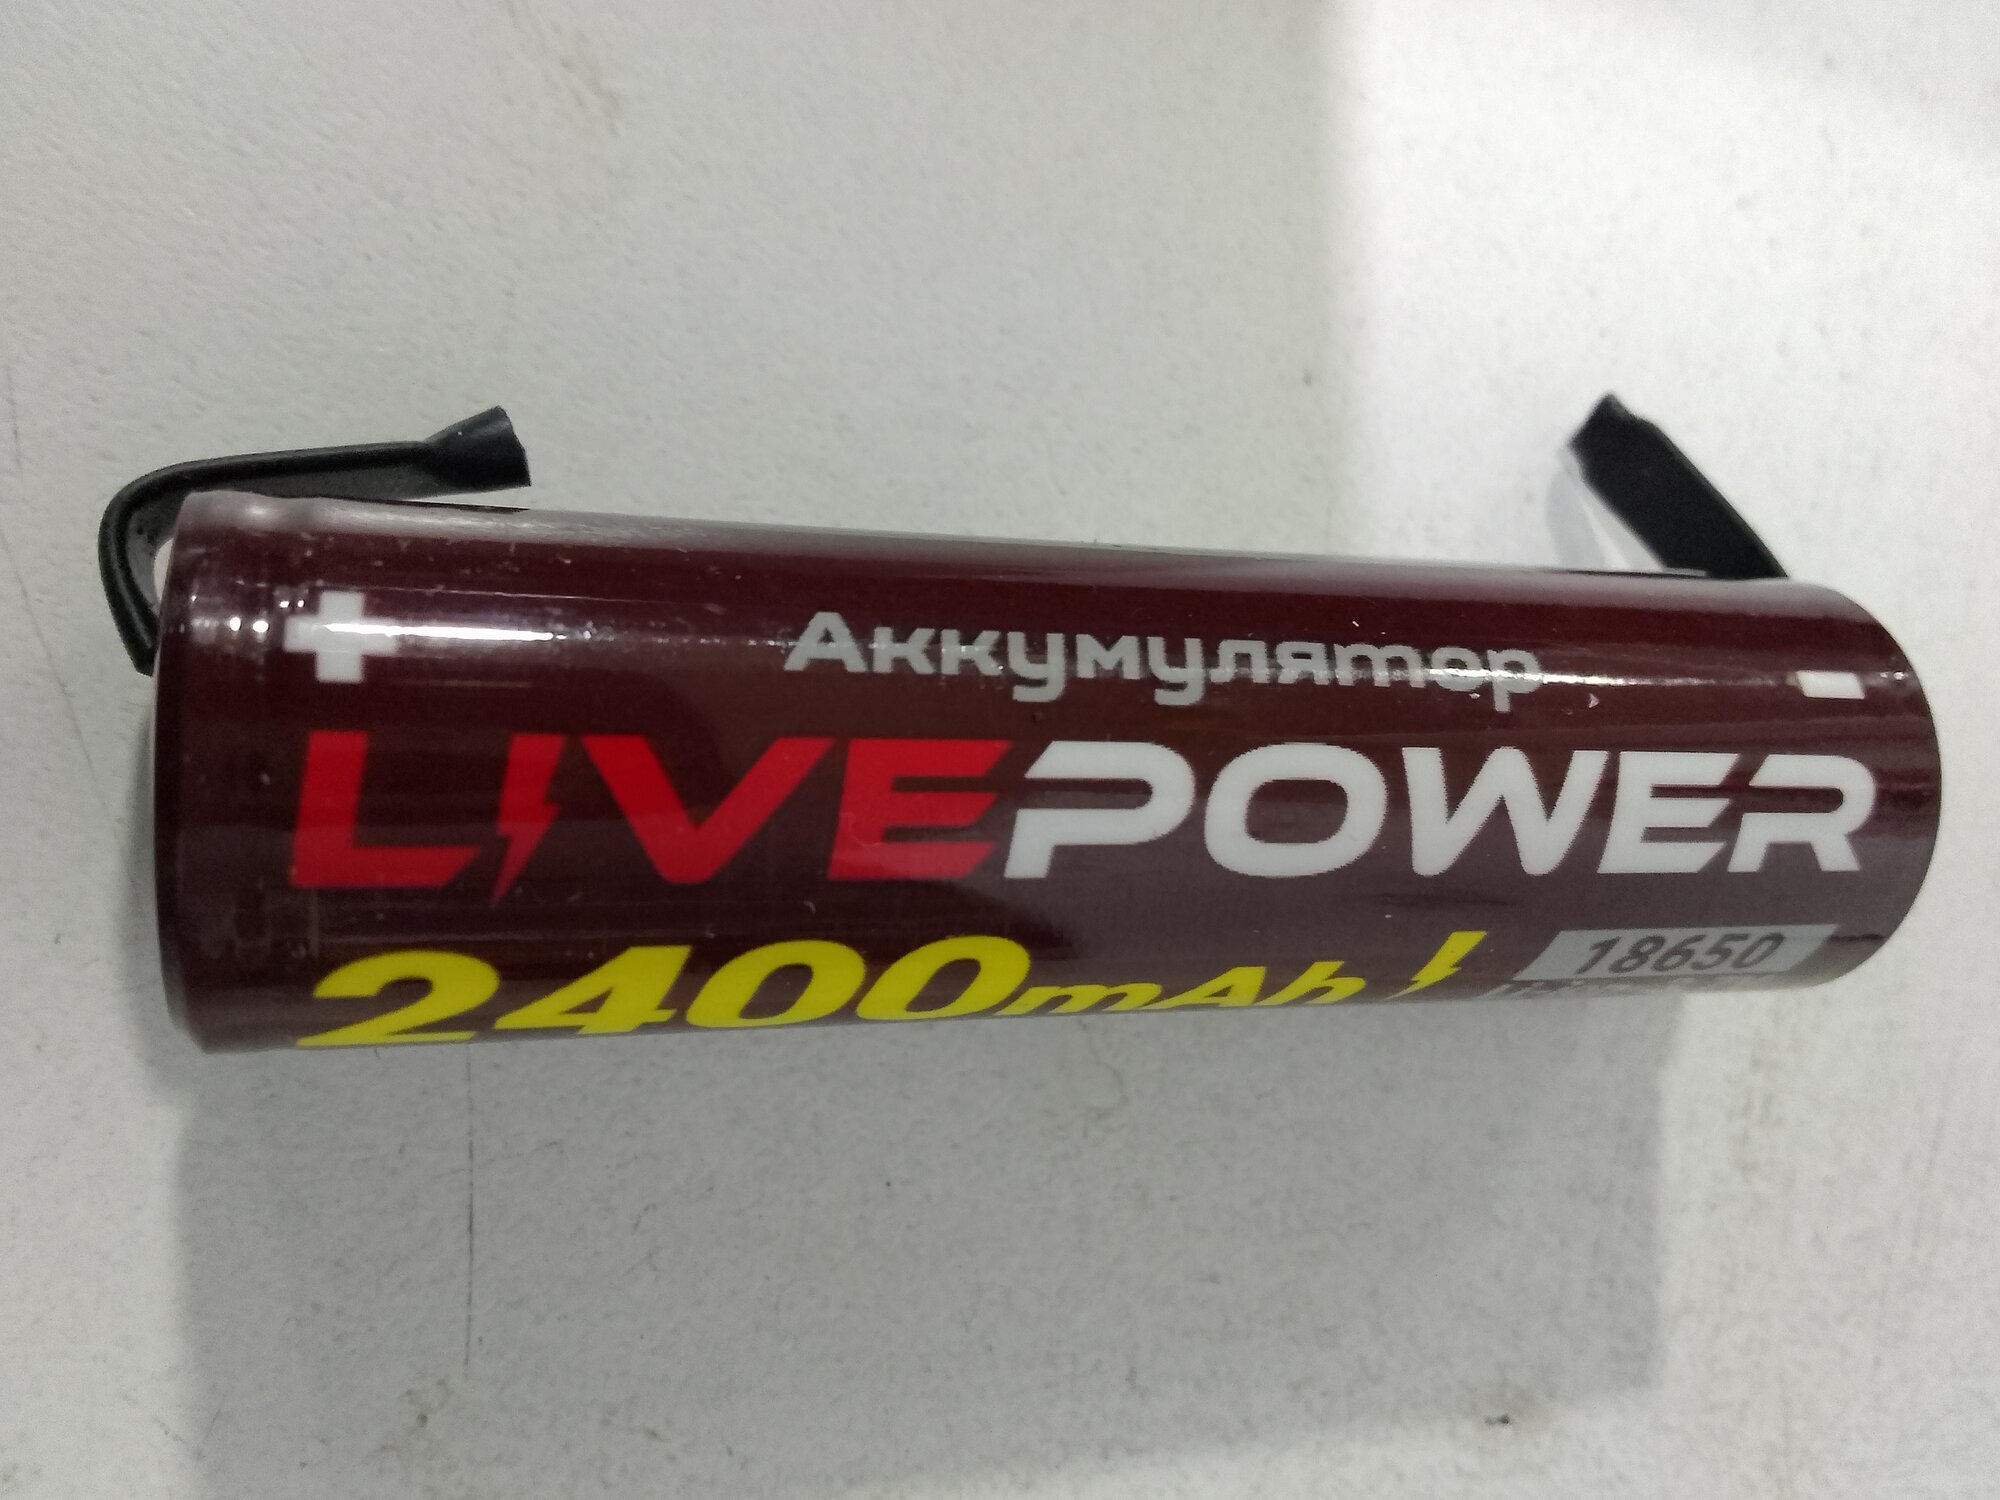 +
Аккумулятор
-
LIVEPOWER
2400mAh
18650